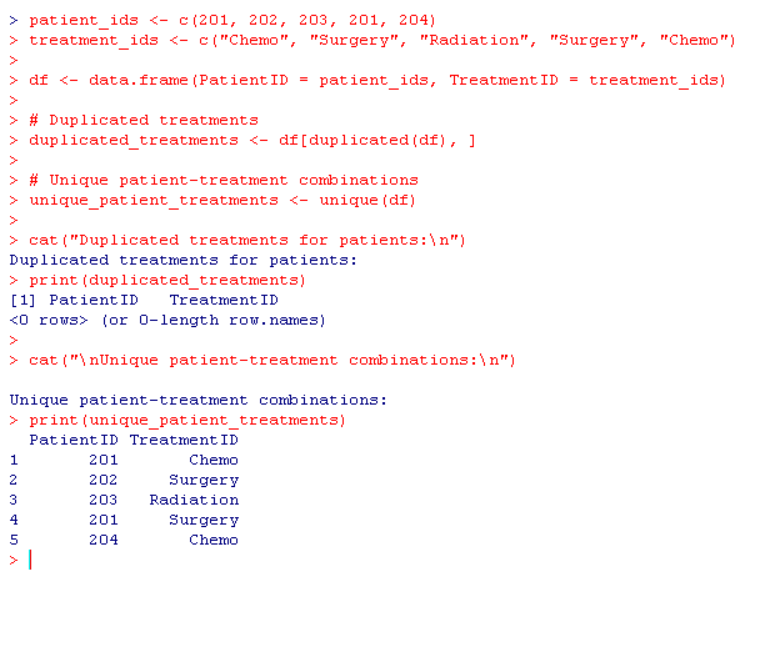 > patient_ids <- c(201, 202, 203, 201, 204)
> treatment_ids <- c("Chemo", "Surgery", "Radiation", "Surgery", "Chemo")
>
> df <- data.frame(PatientID = patient_ids, TreatmentID = treatment_ids)
>
> # Duplicated treatments
> duplicated_treatments <- df[duplicated(df), ]
>
> # Unique patient-treatment combinations
> unique_patient_treatments <- unique(df)
>
> cat("Duplicated treatments for patients:\n")
Duplicated treatments for patients:
> print(duplicated_treatments)
[1] PatientID   TreatmentID
<0 rows> (or 0-length row.names)
>
> cat("\nUnique patient-treatment combinations:\n")

Unique patient-treatment combinations:
> print(unique_patient_treatments)
  PatientID TreatmentID
1       201       Chemo
2       202     Surgery
3       203   Radiation
4       201     Surgery
5       204       Chemo
>